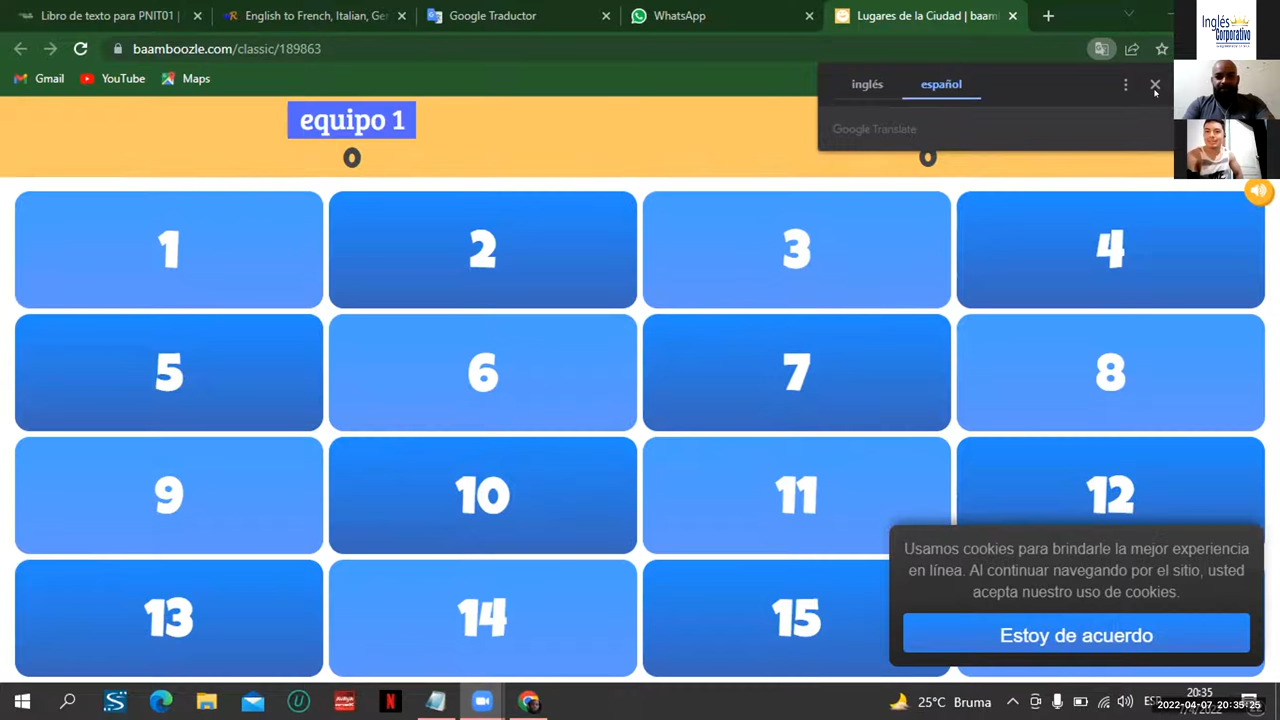 Libro de texto para PNIT01 |
English to French, Italian, Ger
Google Traductor
WhatsApp
Lugares de la Ciudad | baam
baamboozle.com/classic/189863
Gmail
YouTube
Maps
inglés
español
Google Translate
Inglés
Corporativo
equipo 1
0
0
1
2
3
4
5
6
7
8
9
10
11
12
13
14
15
Usamos cookies para brindarle la mejor experiencia
en línea. Al continuar navegando por el sitio, usted
acepta nuestro uso de cookies.
Estoy de acuerdo
25°C Bruma
20:35
2022-04-07 20:35:25